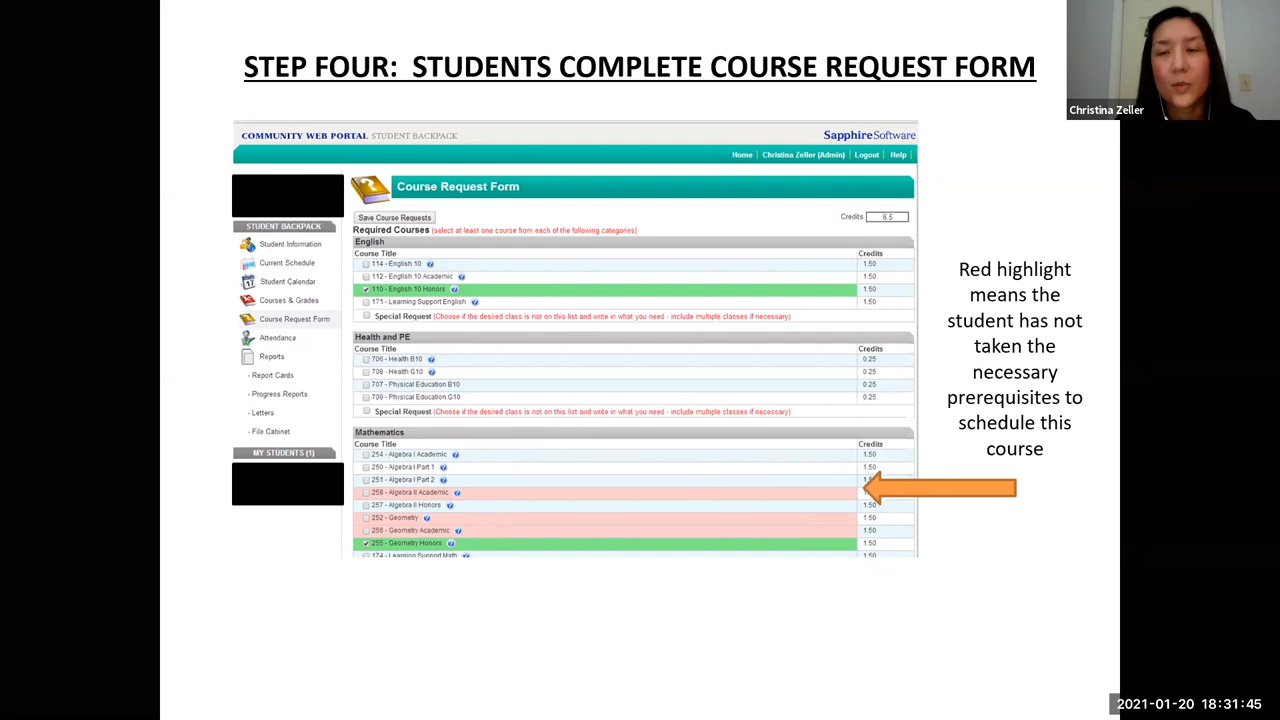 STEP FOUR: STUDENTS COMPLETE COURSE REQUEST FORM
Christina Zeller
COMMUNITY WEB PORTAL STUDENT BACKPACK
SapphireSoftware
Home | Christina Zeller (Admin) | Logout | Help |
Course Request Form
Save Course Requests
Credits 6.5
Required Courses (select at least one course from each of the following categories)
STUDENT BACKPACK
Student Information
Current Schedule
Student Calendar
Courses & Grades
Course Request Form
Attendance
Reports
- Report Cards
- Progress Reports
- Letters
- File Cabinet
MY STUDENTS (1)
English
Course Title Credits
114 - English 10 1.50
112 - English 10 Academic 1.50
110 - English 10 Honors 1.50
171 - Learning Support English 1.50
Special Request (Choose if the desired class is not on this list and write in what you need - include multiple classes if necessary)
Health and PE
Course Title Credits
706 - Health B10 0.25
708 - Health G10 0.25
707 - Physical Education B10 0.25
709 - Physical Education G10 0.25
Special Request (Choose if the desired class is not on this list and write in what you need - include multiple classes if necessary)
Mathematics
Course Title Credits
254 - Algebra I Academic 1.50
250 - Algebra I Part 1 1.50
251 - Algebra I Part 2
258 - Algebra II Academic
257 - Algebra II Honors 1.50
252 - Geometry 1.50
256 - Geometry Academic 1.50
255 - Geometry Honors 1.50
174 - Learning Support Math 1.50
Red highlight
means the
student has not
taken the
necessary
prerequisites to
schedule this
course
2021-01-20 18:31:45